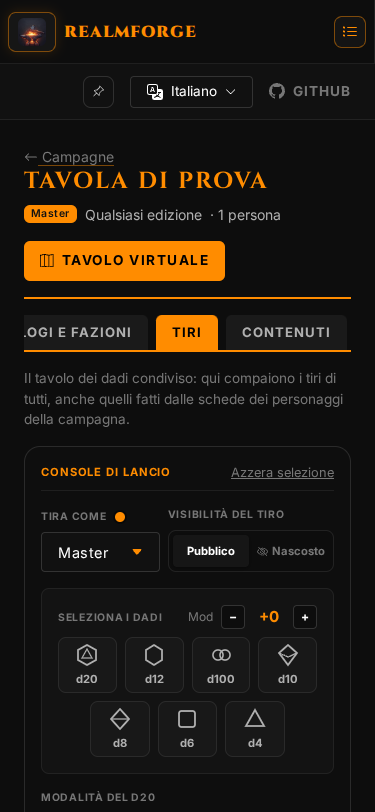 REALMFORGE
Italiano
GITHUB
Campagne
TAVOLA DI PROVA
Master Qualsiasi edizione · 1 persona
TAVOLO VIRTUALE
LOGI E FAZIONI TIRI CONTENUTI
Il tavolo dei dadi condiviso: qui compaiono i tiri di
tutti, anche quelli fatti dalle schede dei personaggi
della campagna.
CONSOLE DI LANCIO Azzera selezione
TIRA COME VISIBILITÀ DEL TIRO
Master Pubblico Nascosto
SELEZIONA I DADI Mod − +0 +
d20 d12 d100 d10
d8 d6 d4
MODALITÀ DEL D20